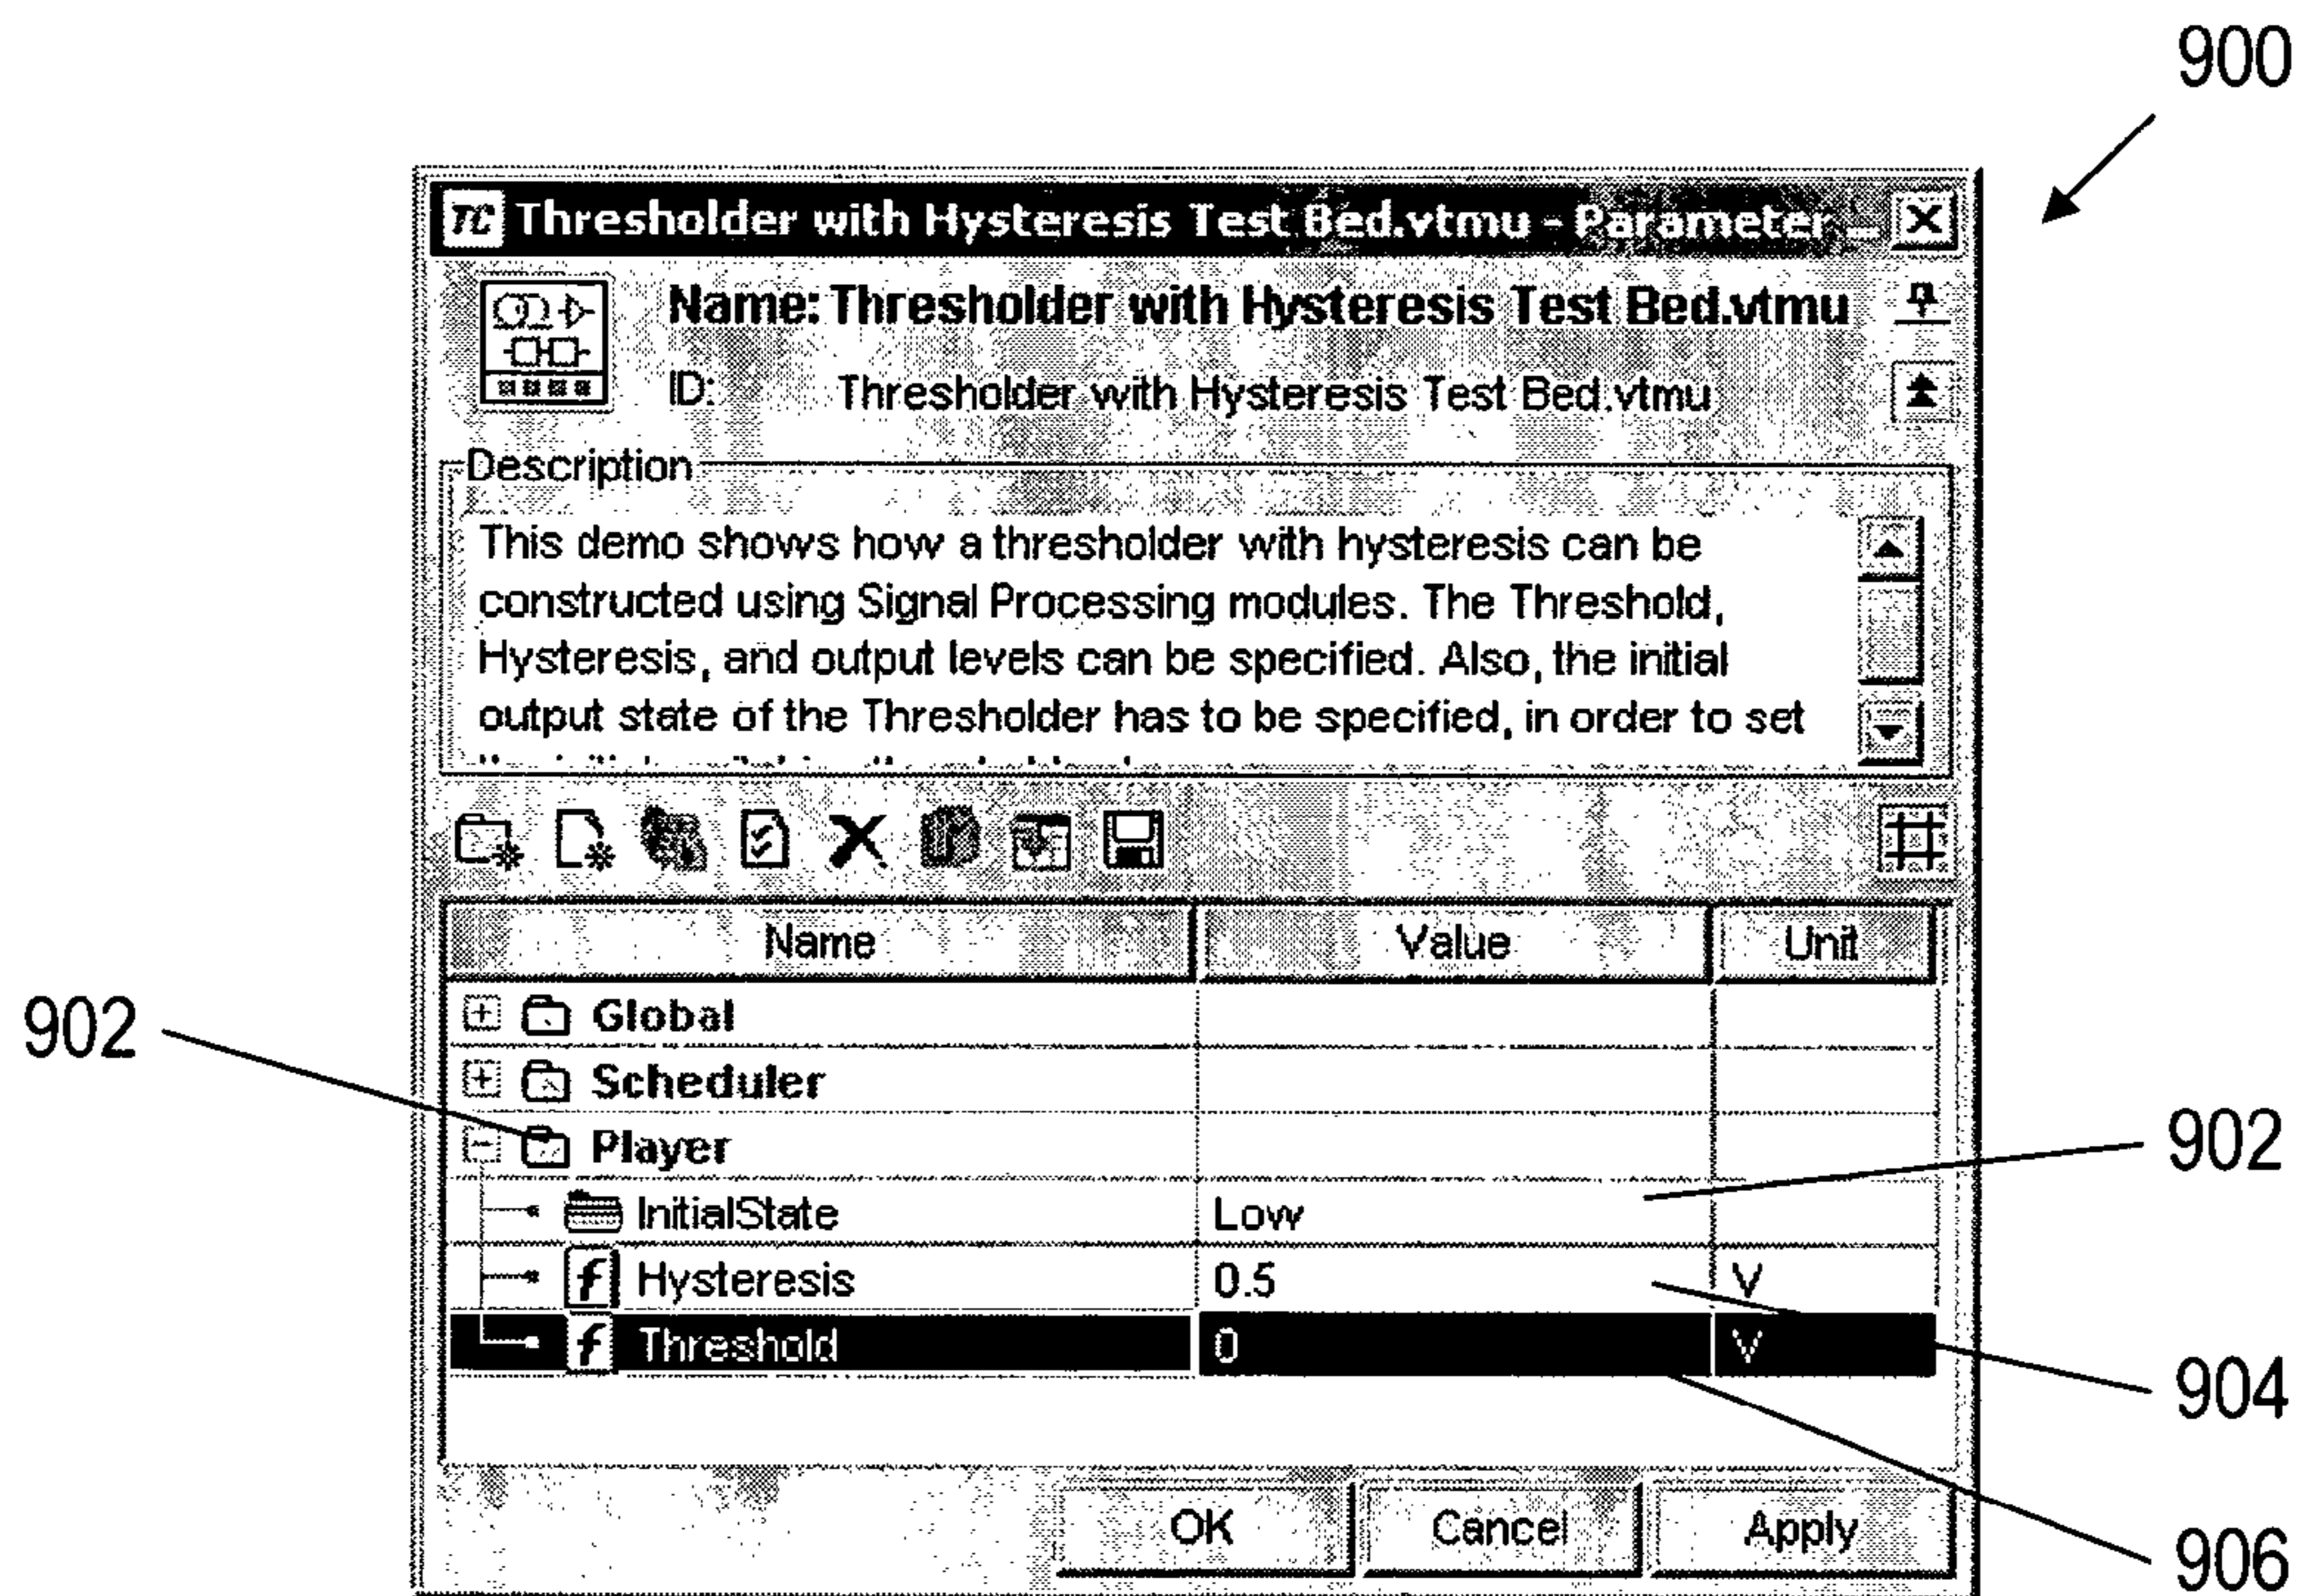 900
TC Thresholder with Hysteresis Test Bed.vtmu - Parameter
Name: Thresholder with Hysteresis Test Bed.vtmu
ID: Thresholder with Hysteresis Test Bed.vtmu
Description
This demo shows how a thresholder with hysteresis can be
constructed using Signal Processing modules. The Threshold,
Hysteresis, and output levels can be specified. Also, the initial
output state of the Thresholder has to be specified, in order to set
Name Value Unit
Global
902
Scheduler
Player
902
InitialState Low
f Hysteresis 0.5 V
f Threshold 0 V
904
OK Cancel Apply
906